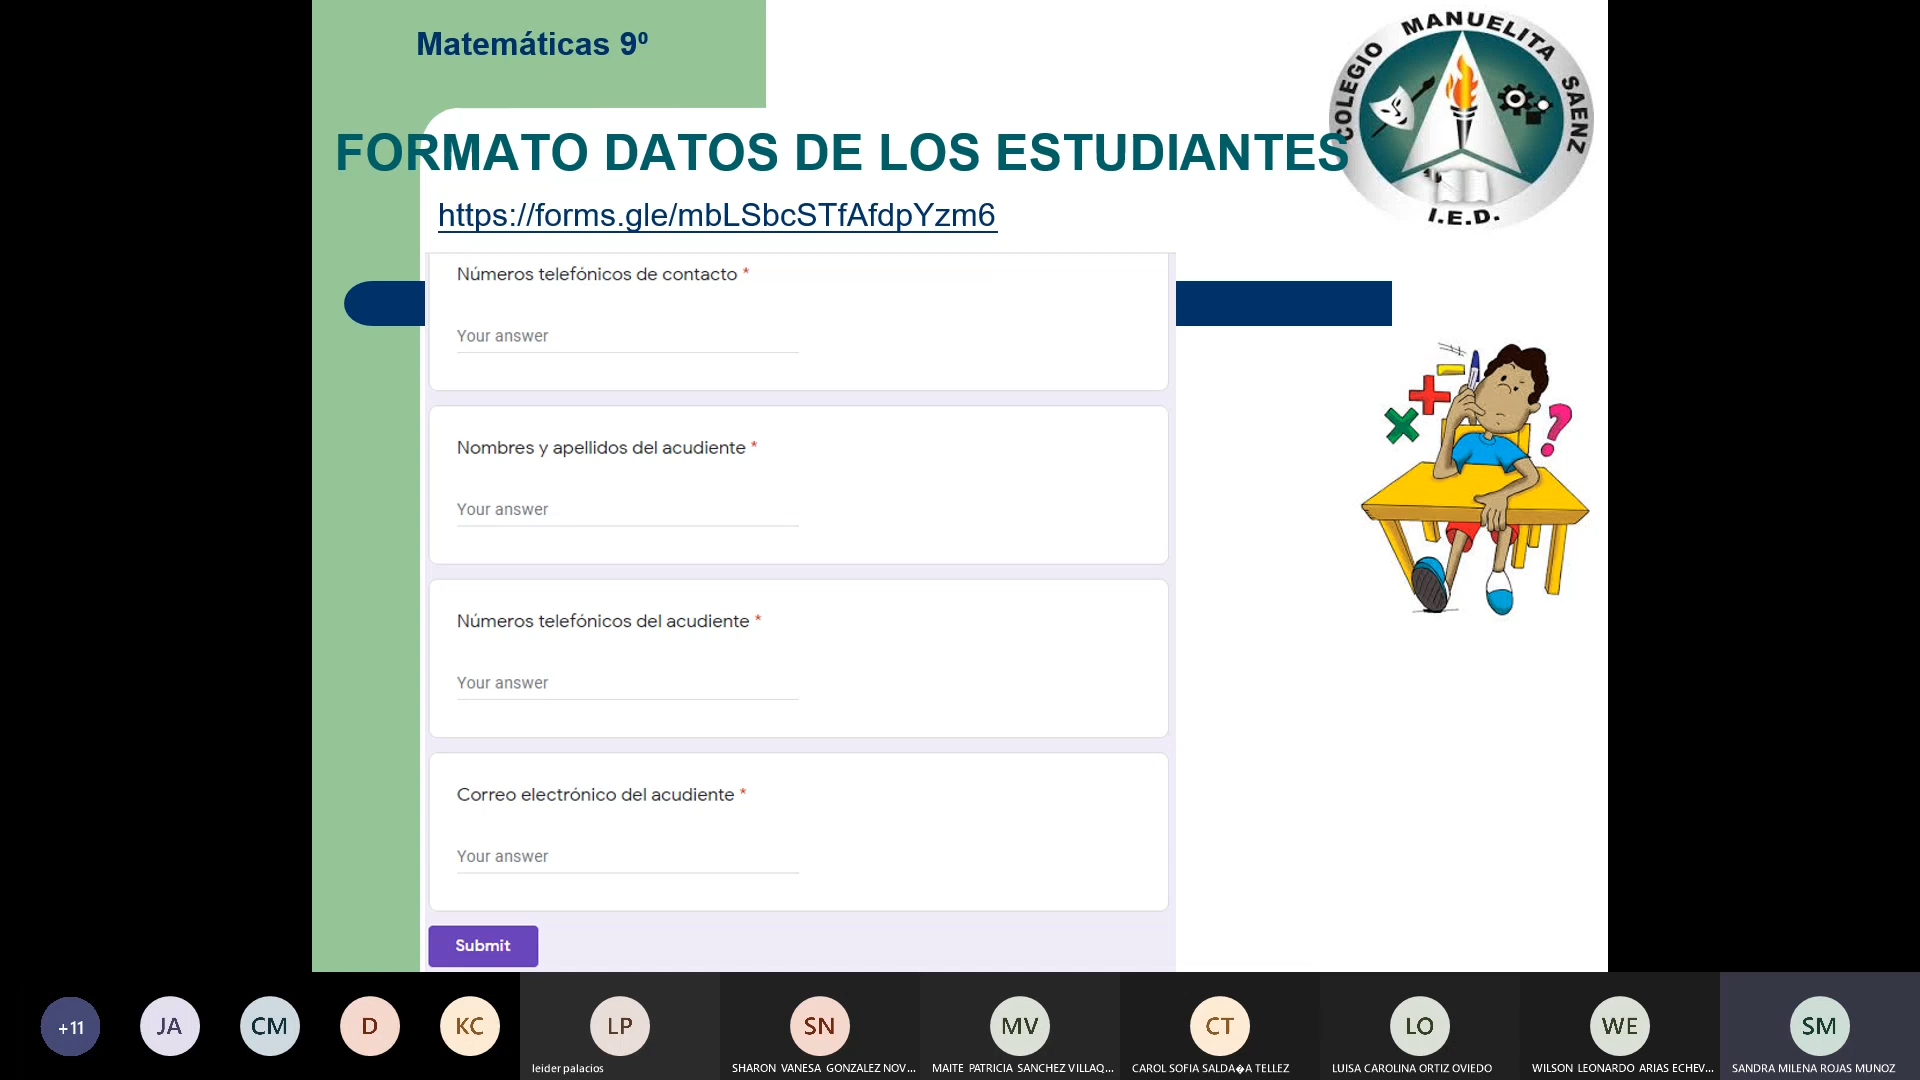 Matemáticas 9º
COLEGIO MANUELITA SAENZ
I.E.D.
FORMATO DATOS DE LOS ESTUDIANTES
https://forms.gle/mbLSbcSTfAfdpYzm6
Números telefónicos de contacto *
Your answer
Nombres y apellidos del acudiente *
Your answer
Números telefónicos del acudiente *
Your answer
Correo electrónico del acudiente *
Your answer
Submit
+11
JA
CM
D
KC
LP
SN
MV
CT
LO
WE
SM
leider palacios
SHARON VANESA GONZALEZ NOV...
MAITE PATRICIA SANCHEZ VILLAQ...
CAROL SOFIA SALDA�A TELLEZ
LUISA CAROLINA ORTIZ OVIEDO
WILSON LEONARDO ARIAS ECHEV...
SANDRA MILENA ROJAS MUNOZ